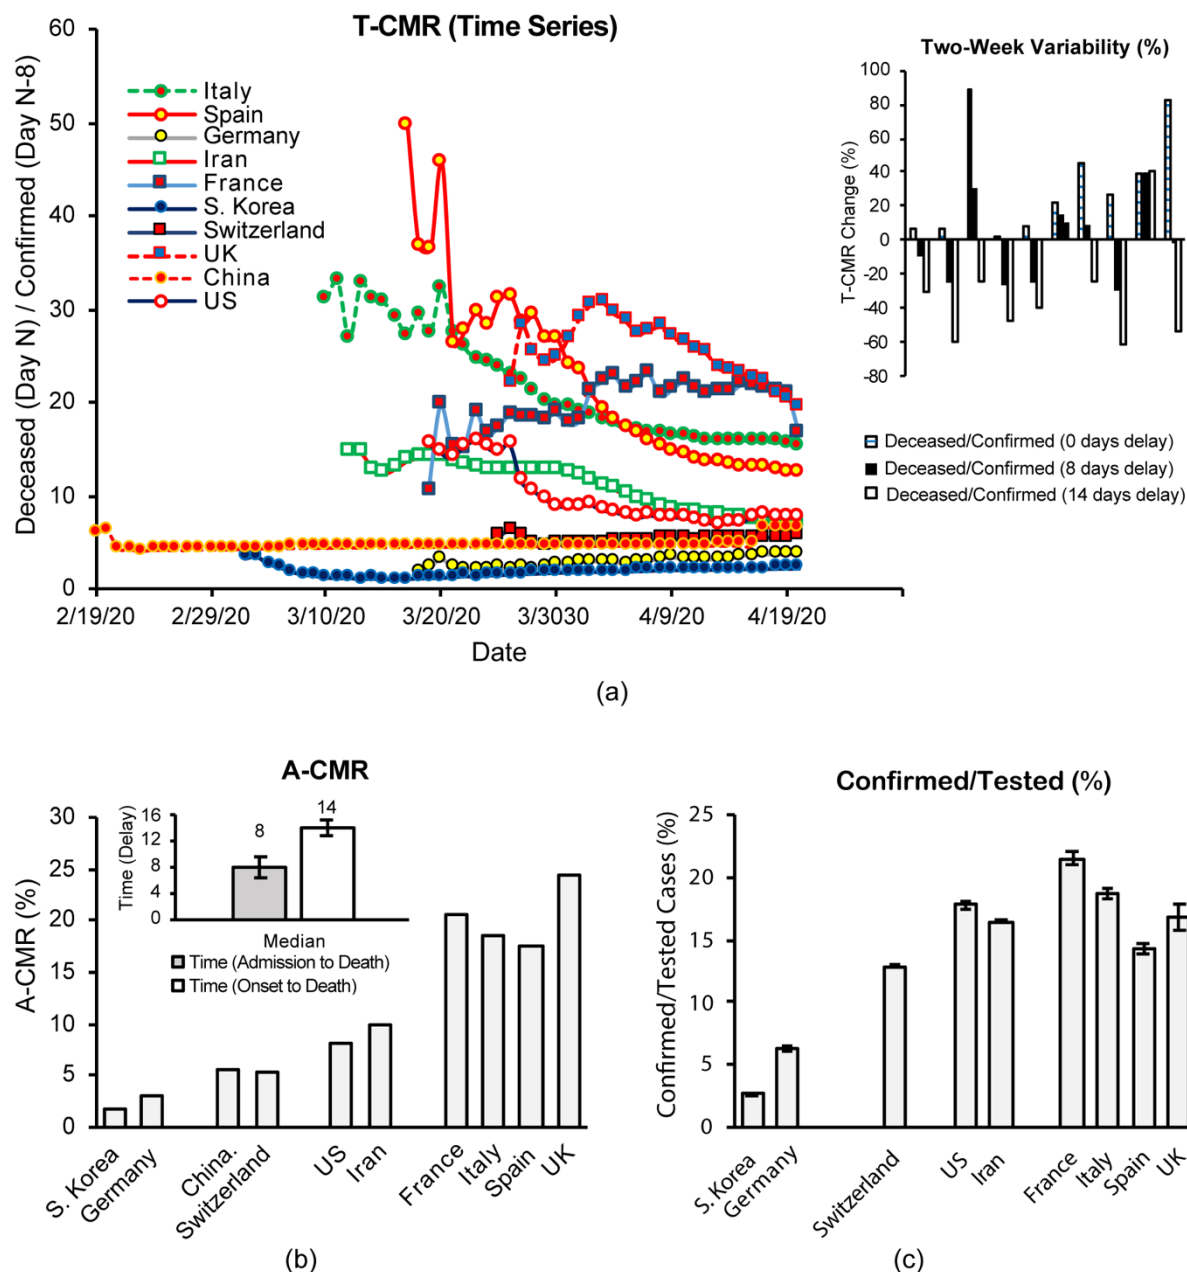 T-CMR (Time Series)
60
50
40
30
20
10
0
Deceased (Day N) / Confirmed (Day N-8)
Italy
Spain
Germany
Iran
France
S. Korea
Switzerland
UK
China
US
2/19/20
2/29/20
3/10/20
3/20/20
3/3030
4/9/20
4/19/20
Date
Two-Week Variability (%)
100
80
60
40
20
0
-20
-40
-60
-80
T-CMR Change (%)
Deceased/Confirmed (0 days delay)
Deceased/Confirmed (8 days delay)
Deceased/Confirmed (14 days delay)
(a)
A-CMR
30
25
20
15
10
5
0
A-CMR (%)
16
12
8
4
0
Time (Delay)
8
14
Median
Time (Admission to Death)
Time (Onset to Death)
S. Korea
Germany
China.
Switzerland
US
Iran
France
Italy
Spain
UK
(b)
Confirmed/Tested (%)
25
20
15
10
5
0
Confirmed/Tested Cases (%)
S. Korea
Germany
Switzerland
US
Iran
France
Italy
Spain
UK
(c)